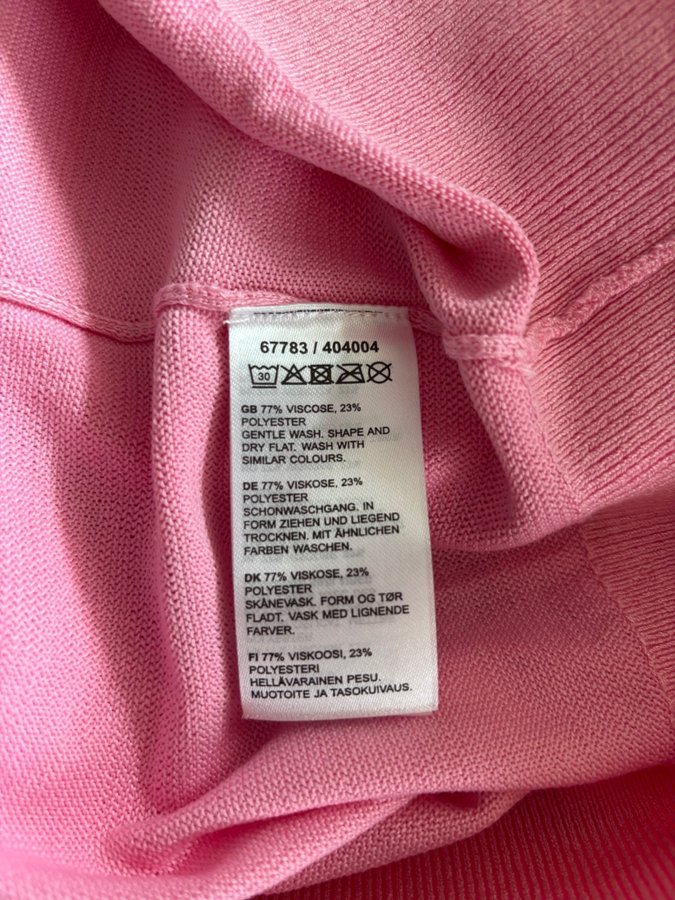 67783 / 404004
30
GB 77% VISCOSE, 23%
POLYESTER
GENTLE WASH. SHAPE AND
DRY FLAT. WASH WITH
SIMILAR COLOURS.
DE 77% VISKOSE, 23%
POLYESTER
SCHONWASCHGANG. IN
FORM ZIEHEN UND LIEGEND
TROCKNEN. MIT ÄHNLICHEN
FARBEN WASCHEN.
DK 77% VISKOSE, 23%
POLYESTER
SKÅNEVASK. FORM OG TØR
FLADT. VASK MED LIGNENDE
FARVER.
FI 77% VISKOOSI, 23%
POLYESTERI
HELLÄVARAINEN PESU.
MUOTOITE JA TASOKUIVAUS.